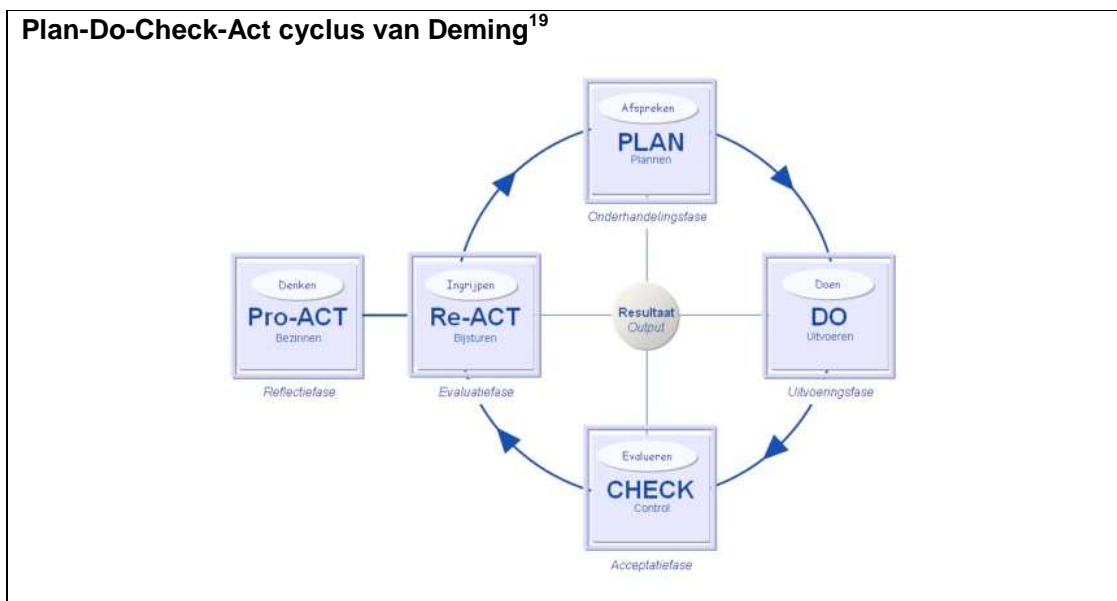 Plan-Do-Check-Act cyclus van Deming19
Afspreken
PLAN
Plannen
Onderhandelingsfase
Denken
Pro-ACT
Bezinnen
Reflectiefase
Ingrijpen
Re-ACT
Bijsturen
Evaluatiefase
Resultaat
Output
Doen
DO
Uitvoeren
Uitvoeringsfase
Evalueren
CHECK
Control
Acceptatiefase